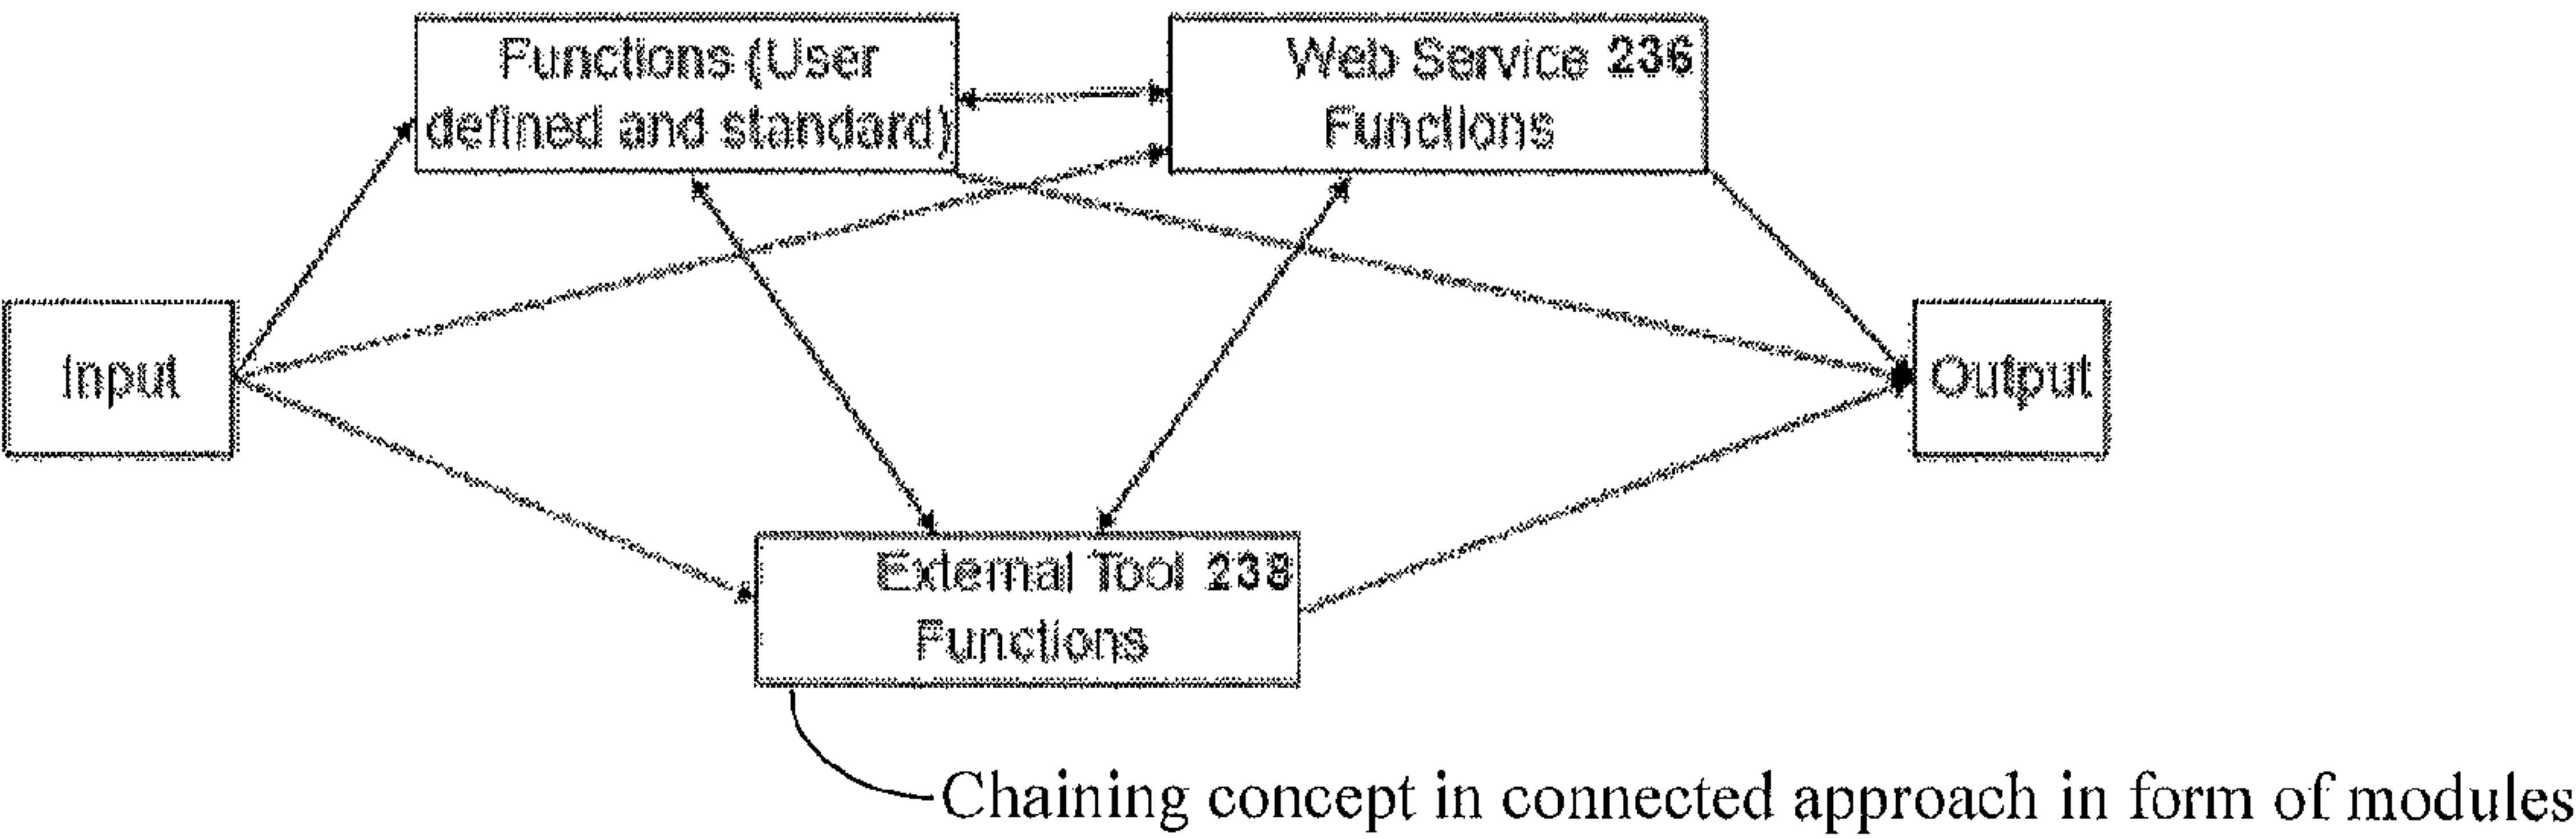 Functions (User
defined and standard)
Web Service 236
Functions
Input
Output
External Tool 238
Functions
Chaining concept in connected approach in form of modules